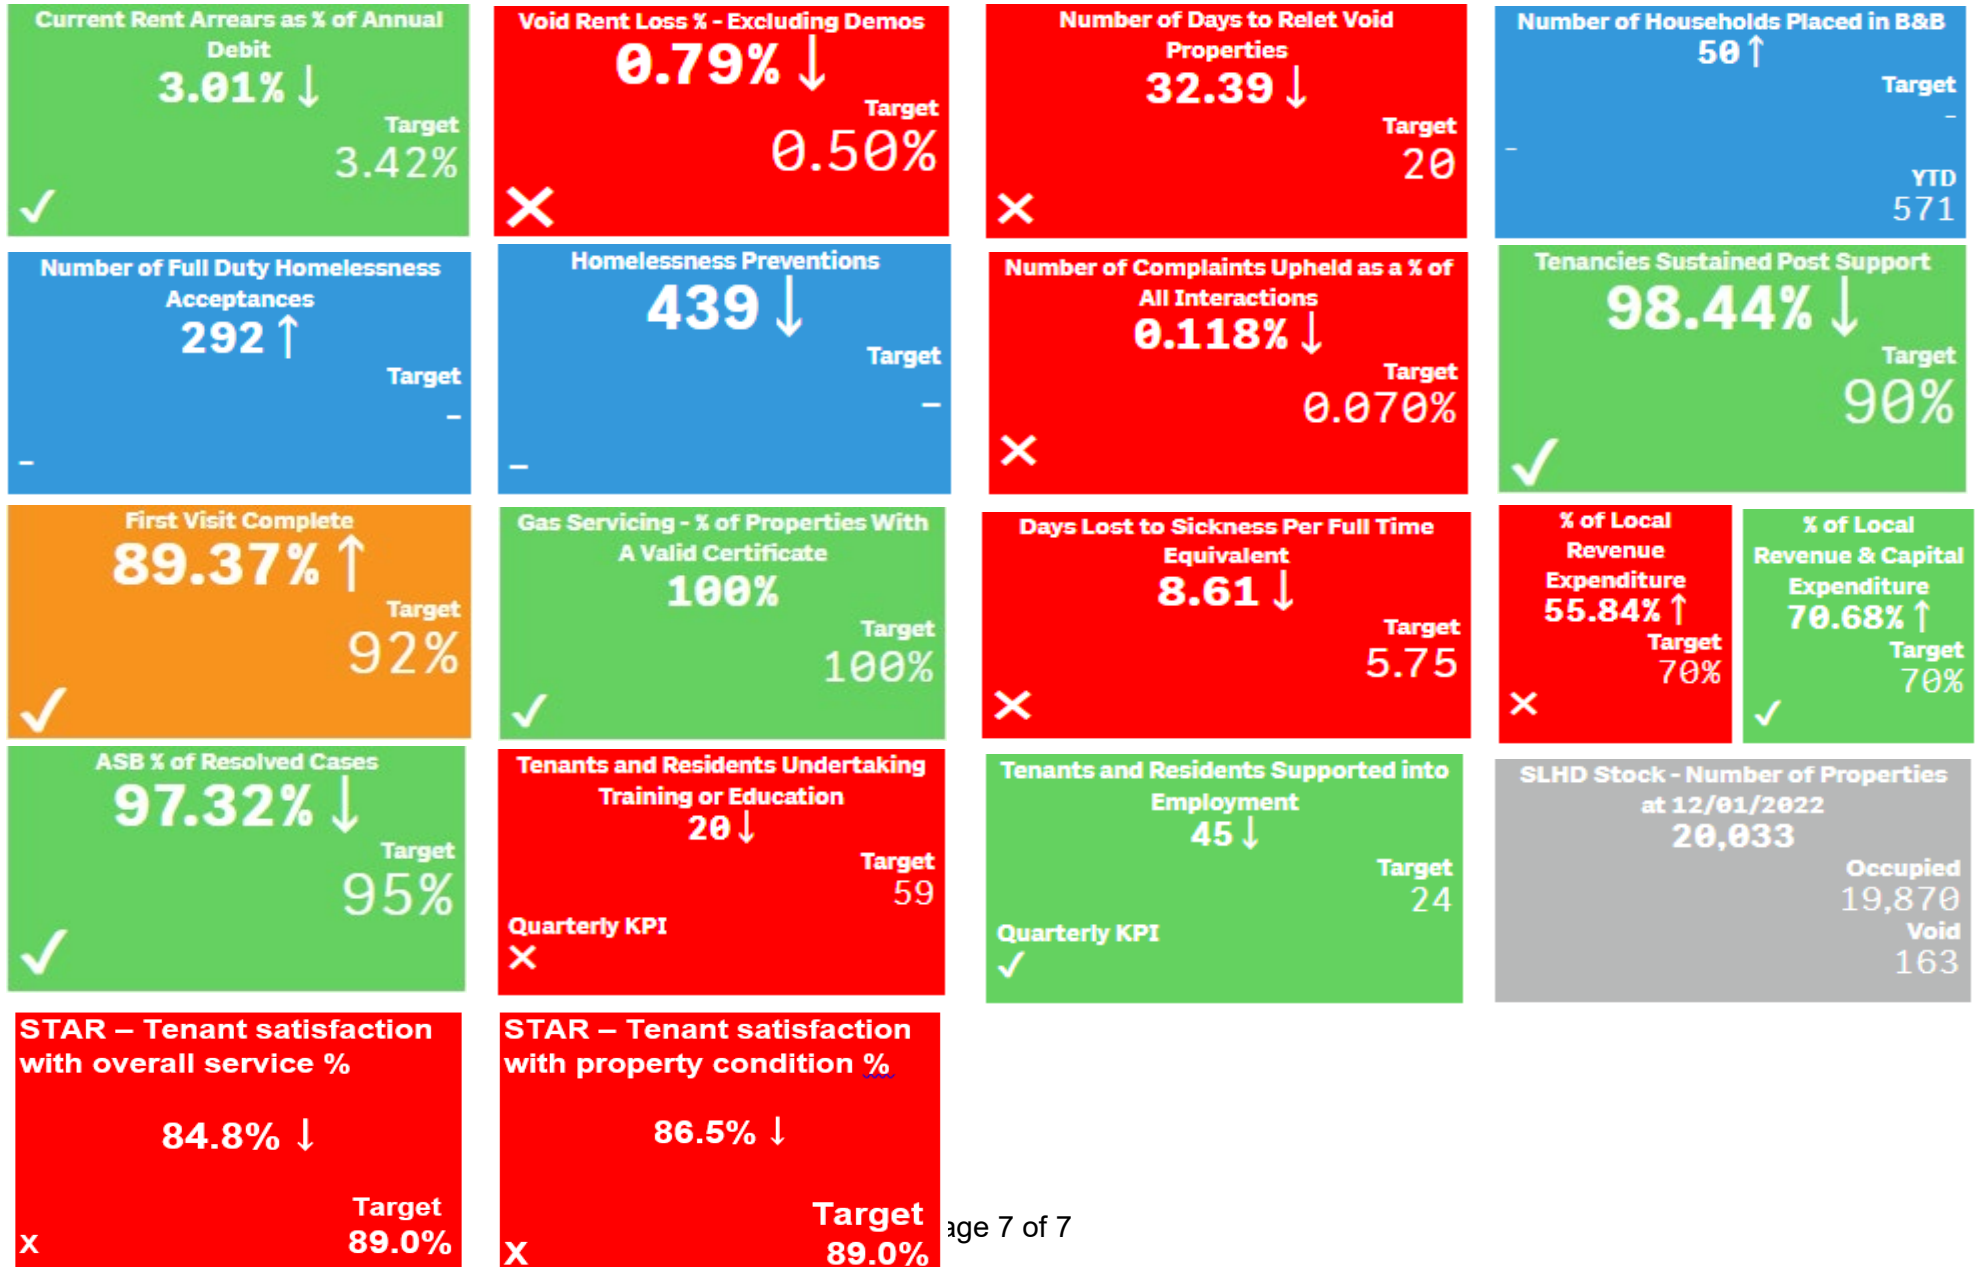 Current Rent Arrears as % of Annual
Debit
3.01% ↓
Target
3.42%
✓
Void Rent Loss % - Excluding Demos
0.79% ↓
Target
0.50%
✕
Number of Days to Relet Void
Properties
32.39 ↓
Target
20
✕
Number of Households Placed in B&B
50 ↑
Target
–
–
YTD
571
Number of Full Duty Homelessness
Acceptances
292 ↑
Target
–
–
Homelessness Preventions
439 ↓
Target
–
–
Number of Complaints Upheld as a % of
All Interactions
0.118% ↓
Target
0.070%
✕
Tenancies Sustained Post Support
98.44% ↓
Target
90%
✓
First Visit Complete
89.37% ↑
Target
92%
✓
Gas Servicing - % of Properties With
A Valid Certificate
100%
Target
100%
✓
Days Lost to Sickness Per Full Time
Equivalent
8.61 ↓
Target
5.75
✕
% of Local
Revenue
Expenditure
55.84% ↑
Target
70%
✕
% of Local
Revenue & Capital
Expenditure
70.68% ↑
Target
70%
✓
ASB % of Resolved Cases
97.32% ↓
Target
95%
✓
Tenants and Residents Undertaking
Training or Education
20 ↓
Target
59
Quarterly KPI
✕
Tenants and Residents Supported into
Employment
45 ↓
Target
24
Quarterly KPI
✓
SLHD Stock - Number of Properties
at 12/01/2022
20,033
Occupied
19,870
Void
163
STAR – Tenant satisfaction
with overall service %
84.8% ↓
Target
89.0%
X
STAR – Tenant satisfaction
with property condition %
86.5% ↓
Target
89.0%
X
age 7 of 7